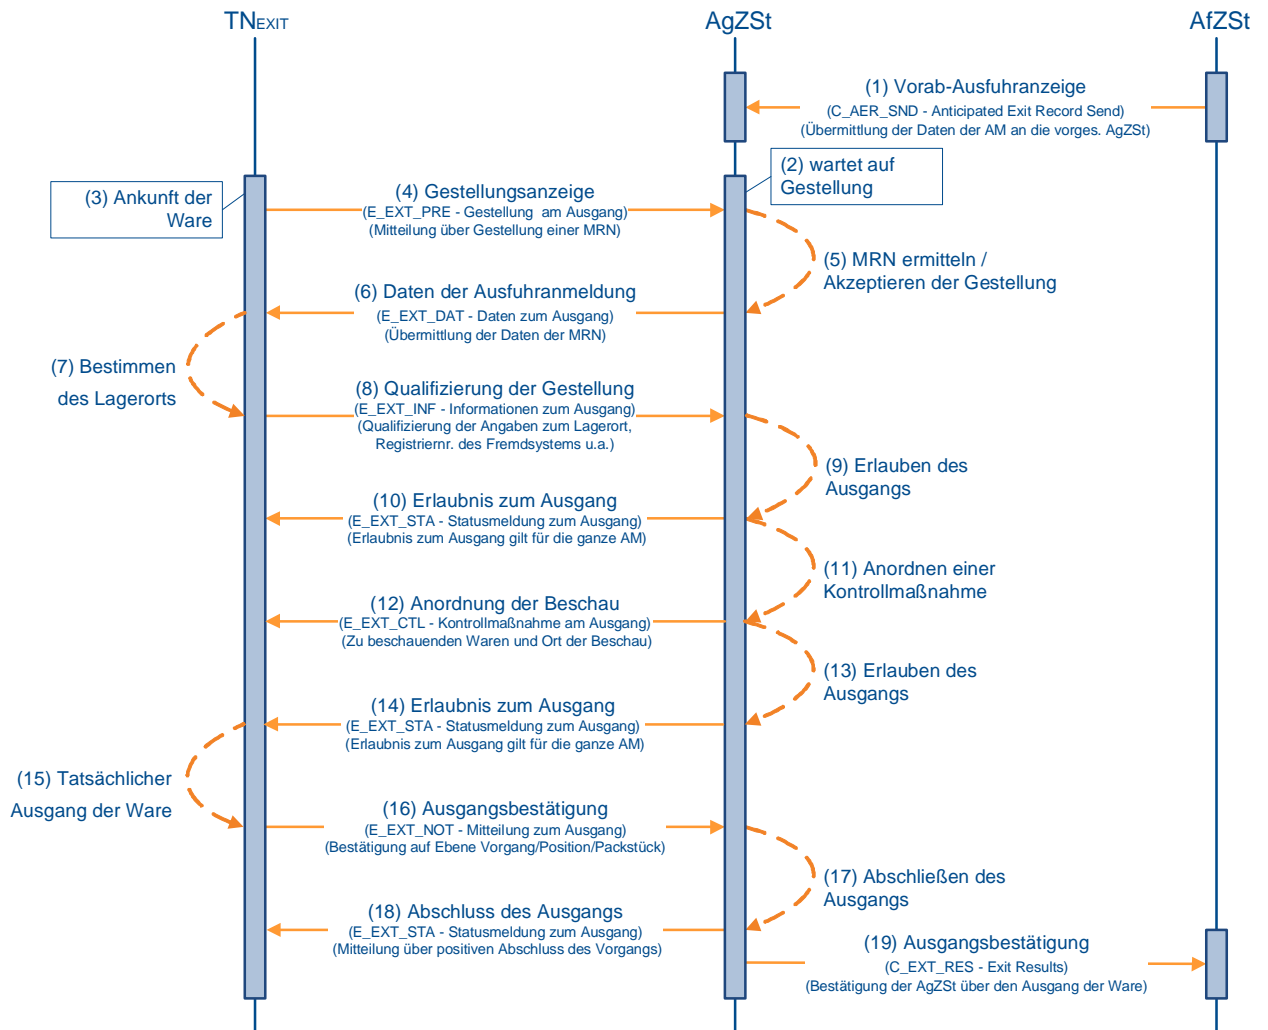 TNEXIT
AgZSt
AfZSt
(1) Vorab-Ausfuhranzeige
(C_AER_SND - Anticipated Exit Record Send)
(Übermittlung der Daten der AM an die vorges. AgZSt)
(2) wartet auf
Gestellung
(3) Ankunft der
Ware
(4) Gestellungsanzeige
(E_EXT_PRE - Gestellung am Ausgang)
(Mitteilung über Gestellung einer MRN)
(5) MRN ermitteln /
Akzeptieren der Gestellung
(6) Daten der Ausfuhranmeldung
(E_EXT_DAT - Daten zum Ausgang)
(Übermittlung der Daten der MRN)
(7) Bestimmen
des Lagerorts
(8) Qualifizierung der Gestellung
(E_EXT_INF - Informationen zum Ausgang)
(Qualifizierung der Angaben zum Lagerort,
Registriernr. des Fremdsystems u.a.)
(9) Erlauben des
Ausgangs
(10) Erlaubnis zum Ausgang
(E_EXT_STA - Statusmeldung zum Ausgang)
(Erlaubnis zum Ausgang gilt für die ganze AM)
(11) Anordnen einer
Kontrollmaßnahme
(12) Anordnung der Beschau
(E_EXT_CTL - Kontrollmaßnahme am Ausgang)
(Zu beschauenden Waren und Ort der Beschau)
(13) Erlauben des
Ausgangs
(14) Erlaubnis zum Ausgang
(E_EXT_STA - Statusmeldung zum Ausgang)
(Erlaubnis zum Ausgang gilt für die ganze AM)
(15) Tatsächlicher
Ausgang der Ware
(16) Ausgangsbestätigung
(E_EXT_NOT - Mitteilung zum Ausgang)
(Bestätigung auf Ebene Vorgang/Position/Packstück)
(17) Abschließen des
Ausgangs
(18) Abschluss des Ausgangs
(E_EXT_STA - Statusmeldung zum Ausgang)
(Mitteilung über positiven Abschluss des Vorgangs)
(19) Ausgangsbestätigung
(C_EXT_RES - Exit Results)
(Bestätigung der AgZSt über den Ausgang der Ware)